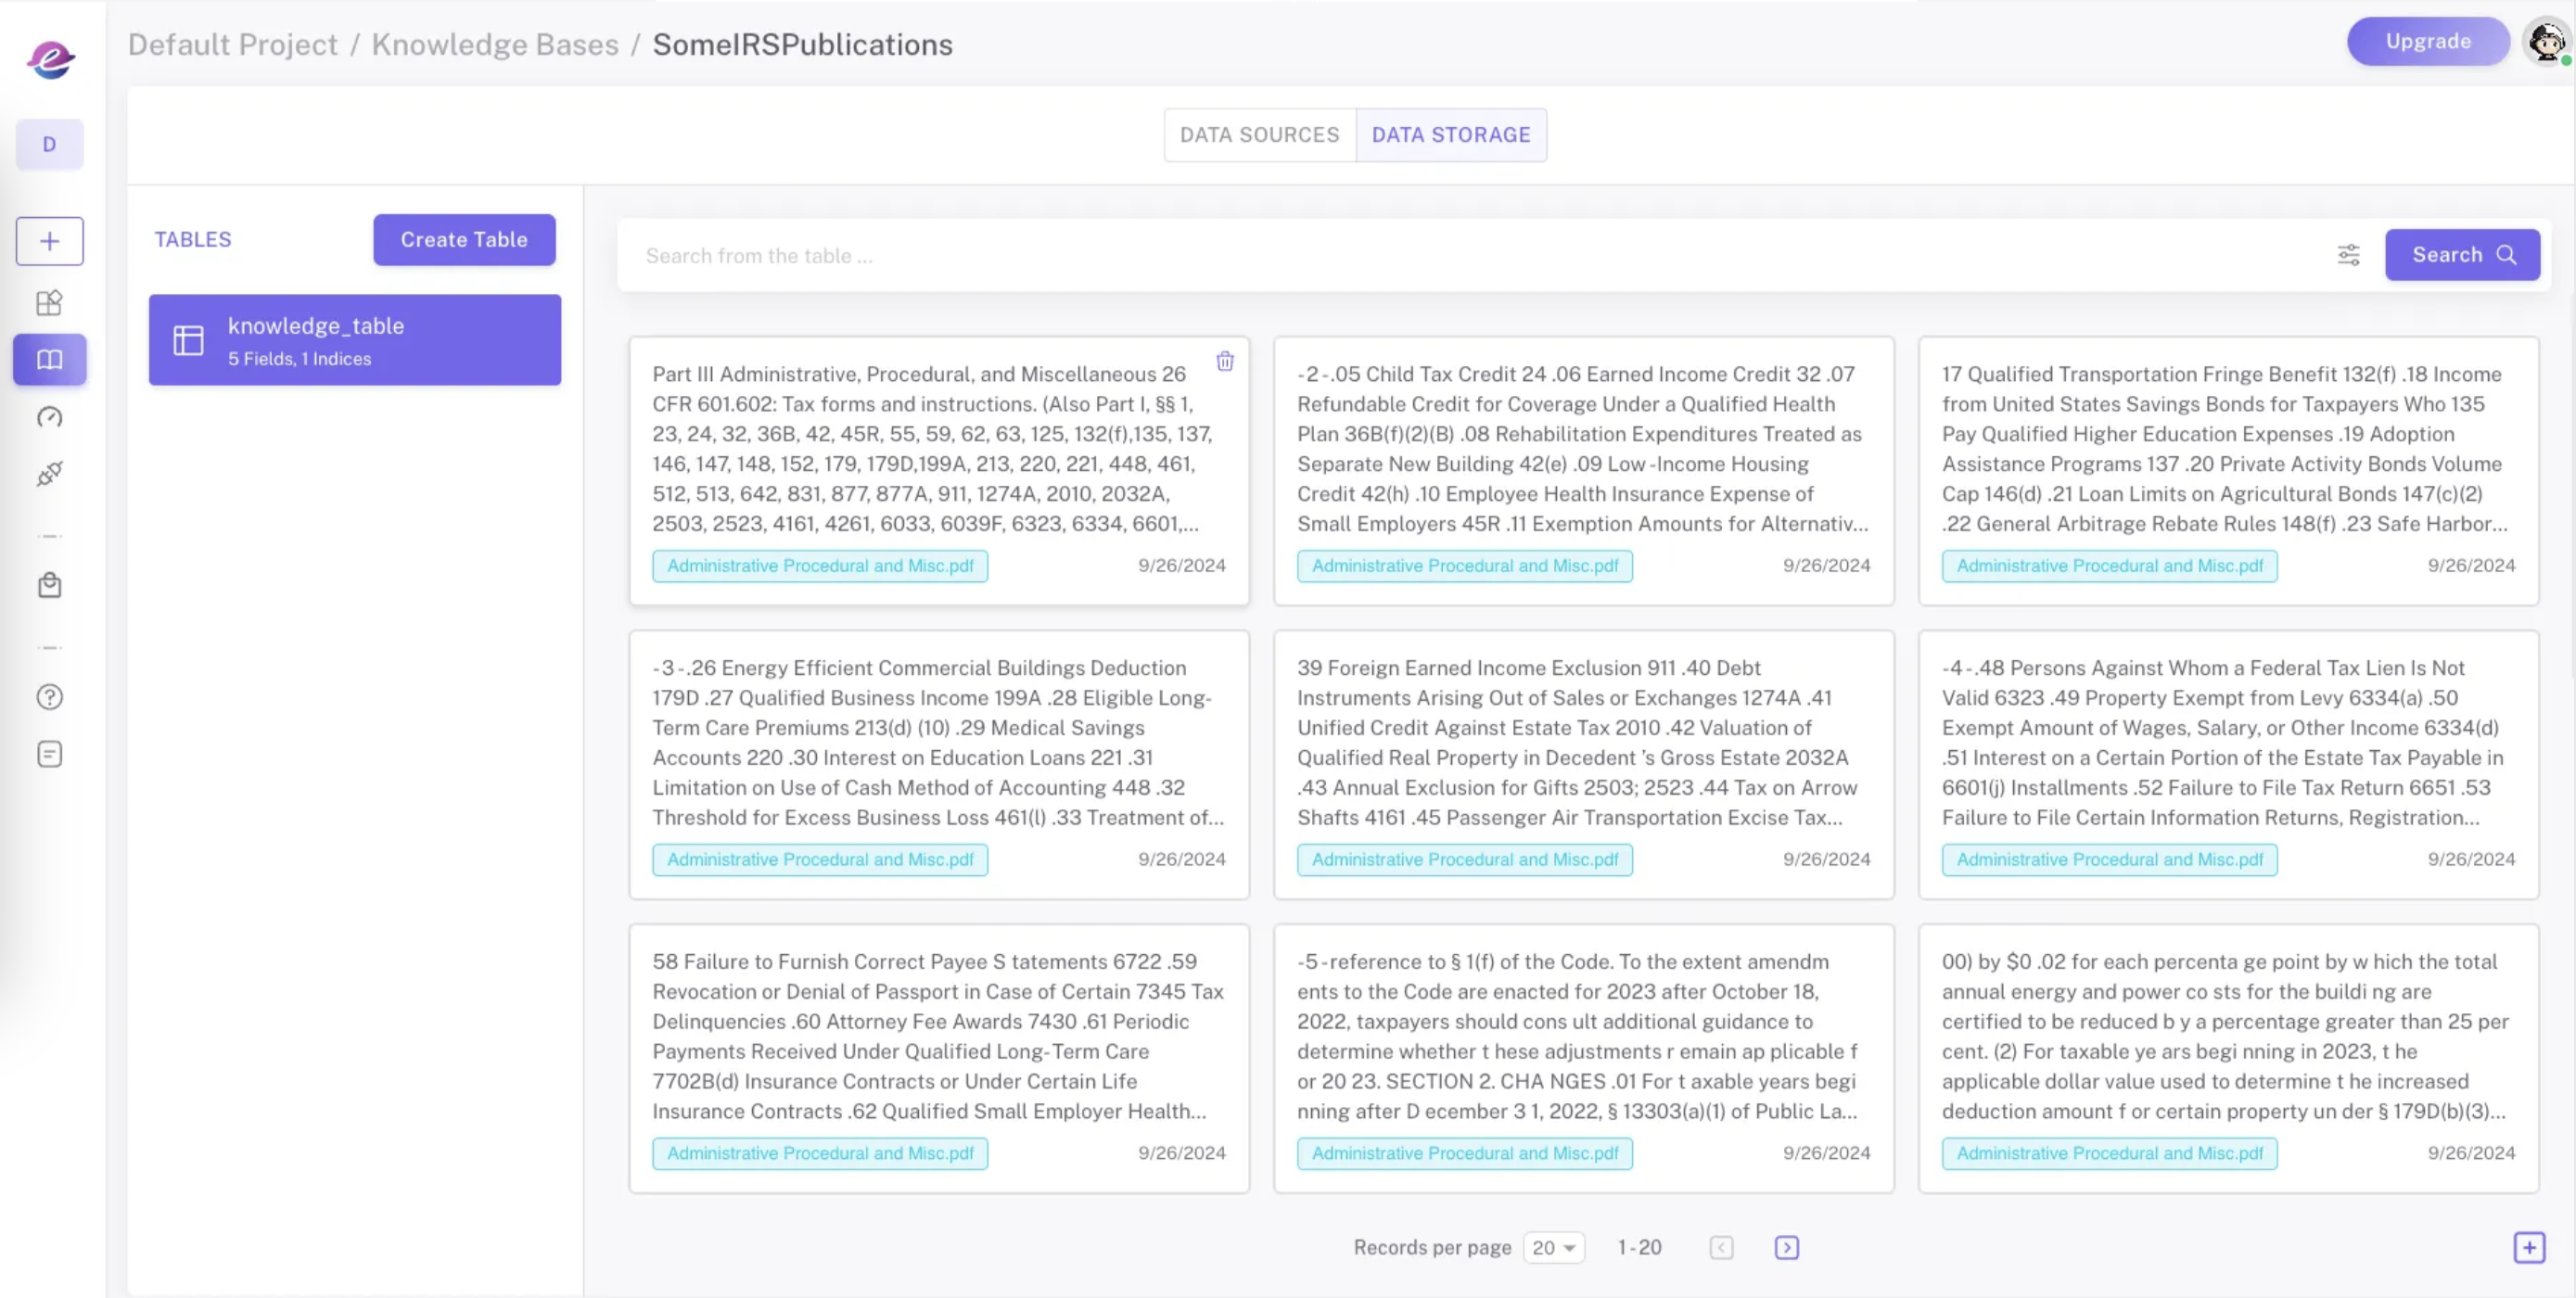 Default Project / Knowledge Bases / SomeIRSPublications
Upgrade
D
DATA SOURCES
DATA STORAGE
TABLES
Create Table
knowledge_table
5 Fields, 1 Indices
Search from the table ...
Search
Part III Administrative, Procedural, and Miscellaneous 26
CFR 601.602: Tax forms and instructions. (Also Part I, §§ 1,
23, 24, 32, 36B, 42, 45R, 55, 59, 62, 63, 125, 132(f),135, 137,
146, 147, 148, 152, 179, 179D,199A, 213, 220, 221, 448, 461,
512, 513, 642, 831, 877, 877A, 911, 1274A, 2010, 2032A,
2503, 2523, 4161, 4261, 6033, 6039F, 6323, 6334, 6601,...
Administrative Procedural and Misc.pdf
9/26/2024
-2-.05 Child Tax Credit 24 .06 Earned Income Credit 32 .07
Refundable Credit for Coverage Under a Qualified Health
Plan 36B(f)(2)(B) .08 Rehabilitation Expenditures Treated as
Separate New Building 42(e) .09 Low-Income Housing
Credit 42(h) .10 Employee Health Insurance Expense of
Small Employers 45R .11 Exemption Amounts for Alternativ...
Administrative Procedural and Misc.pdf
9/26/2024
17 Qualified Transportation Fringe Benefit 132(f) .18 Income
from United States Savings Bonds for Taxpayers Who 135
Pay Qualified Higher Education Expenses .19 Adoption
Assistance Programs 137 .20 Private Activity Bonds Volume
Cap 146(d) .21 Loan Limits on Agricultural Bonds 147(c)(2)
.22 General Arbitrage Rebate Rules 148(f) .23 Safe Harbor...
Administrative Procedural and Misc.pdf
9/26/2024
-3-.26 Energy Efficient Commercial Buildings Deduction
179D .27 Qualified Business Income 199A .28 Eligible Long-
Term Care Premiums 213(d) (10) .29 Medical Savings
Accounts 220 .30 Interest on Education Loans 221 .31
Limitation on Use of Cash Method of Accounting 448 .32
Threshold for Excess Business Loss 461(l) .33 Treatment of...
Administrative Procedural and Misc.pdf
9/26/2024
39 Foreign Earned Income Exclusion 911 .40 Debt
Instruments Arising Out of Sales or Exchanges 1274A .41
Unified Credit Against Estate Tax 2010 .42 Valuation of
Qualified Real Property in Decedent 's Gross Estate 2032A
.43 Annual Exclusion for Gifts 2503; 2523 .44 Tax on Arrow
Shafts 4161 .45 Passenger Air Transportation Excise Tax...
Administrative Procedural and Misc.pdf
9/26/2024
-4-.48 Persons Against Whom a Federal Tax Lien Is Not
Valid 6323 .49 Property Exempt from Levy 6334(a) .50
Exempt Amount of Wages, Salary, or Other Income 6334(d)
.51 Interest on a Certain Portion of the Estate Tax Payable in
6601(j) Installments .52 Failure to File Tax Return 6651 .53
Failure to File Certain Information Returns, Registration...
Administrative Procedural and Misc.pdf
9/26/2024
58 Failure to Furnish Correct Payee S tatements 6722 .59
Revocation or Denial of Passport in Case of Certain 7345 Tax
Delinquencies .60 Attorney Fee Awards 7430 .61 Periodic
Payments Received Under Qualified Long-Term Care
7702B(d) Insurance Contracts or Under Certain Life
Insurance Contracts .62 Qualified Small Employer Health...
Administrative Procedural and Misc.pdf
9/26/2024
-5-reference to § 1(f) of the Code. To the extent amendm
ents to the Code are enacted for 2023 after October 18,
2022, taxpayers should cons ult additional guidance to
determine whether t hese adjustments r emain ap plicable f
or 20 23. SECTION 2. CHA NGES .01 For t axable years begi
nning after D ecember 3 1, 2022, § 13303(a)(1) of Public La...
Administrative Procedural and Misc.pdf
9/26/2024
00) by $0 .02 for each percenta ge point by w hich the total
annual energy and power co sts for the buildi ng are
certified to be reduced b y a percentage greater than 25 per
cent. (2) For taxable ye ars begi nning in 2023, t he
applicable dollar value used to determine t he increased
deduction amount f or certain property un der § 179D(b)(3)...
Administrative Procedural and Misc.pdf
9/26/2024
Records per page 20 1-20